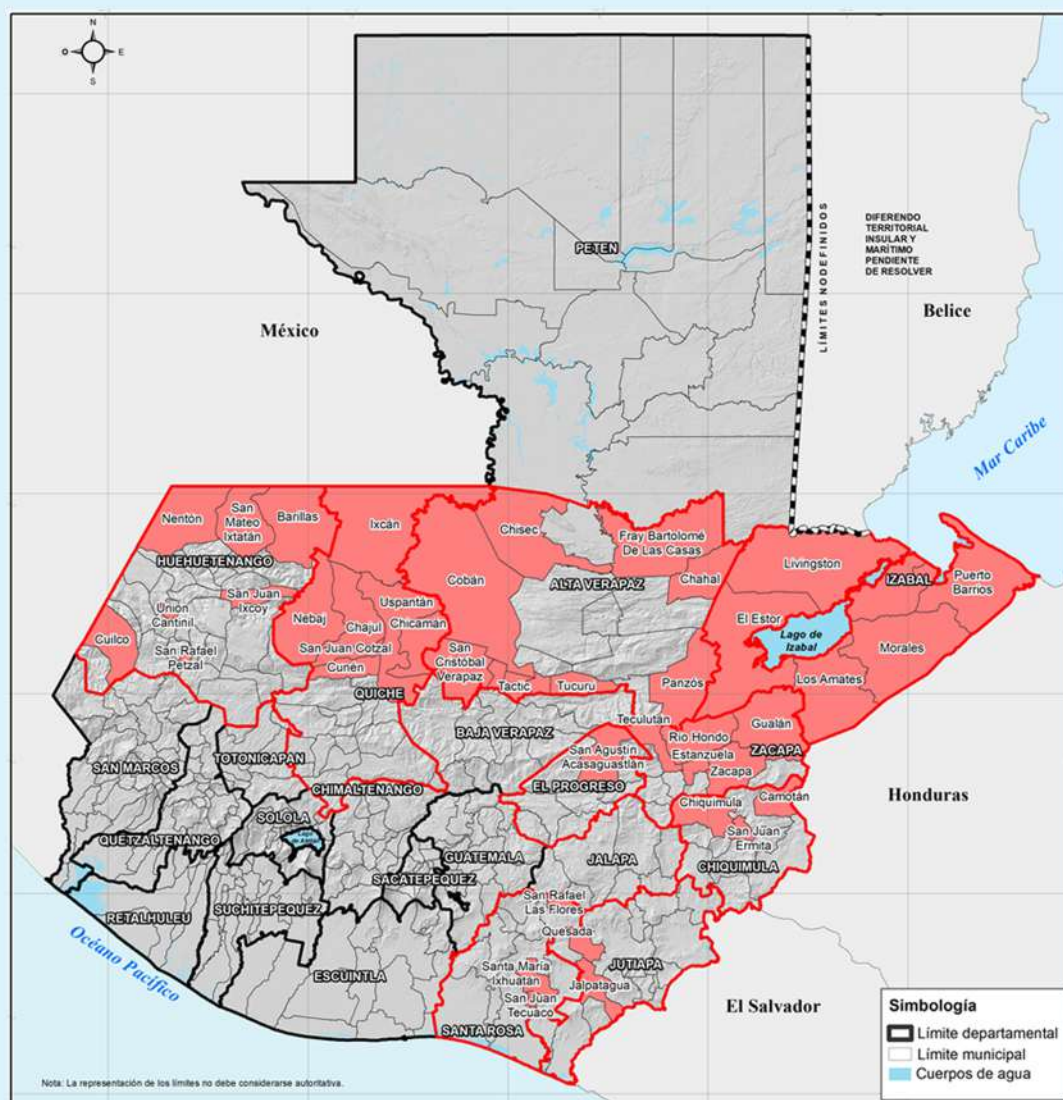 N
O
E
S
PETEN
LÍMITES NODEFINIDOS
DIFERENDO
TERRITORIAL
INSULAR Y
MARÍTIMO
PENDIENTE
DE RESOLVER
México
Belice
Mar Caribe
Nentón
San
Mateo
Ixtatán
Barillas
Ixcán
Chisec
Fray Bartolomé
De Las Casas
HUEHUETENANGO
Cobán
ALTA VERAPAZ
Chahal
Livingston
IZABAL
Puerto
Barrios
San Juan
Ixcoy
Unión
Cantinil
Uspantán
Nebaj
Chajul
Chicamán
El Estor
Lago de
Izabal
Morales
Cuilco
San Rafael
Petzal
San Juan Cotzal
Cunén
San
Cristóbal
Verapaz
Tactic
Tucuru
Panzós
Los Amates
QUICHE
Teculután
Gualán
BAJA VERAPAZ
Rio Hondo
Estanzuela
ZACAPA
San Agustín
Acasaguastlán
Zacapa
SAN MARCOS
TOTONICAPAN
CHIMALTENANGO
EL PROGRESO
Chiquimula
Camotán
Honduras
SOLOLA
Lago
de Atitlán
QUETZALTENANGO
GUATEMALA
JALAPA
San Juan
Ermita
CHIQUIMULA
SACATEPEQUEZ
RETALHULEU
SUCHITEPEQUEZ
San Rafael
Las Flores
Quesada
Océano Pacífico
ESCUINTLA
Santa María
Ixhuatán
JUTIAPA
Jalpatagua
San Juan
Tecuaco
SANTA ROSA
El Salvador
Simbología
Límite departamental
Límite municipal
Cuerpos de agua
Nota: La representación de los límites no debe considerarse autoritativa.